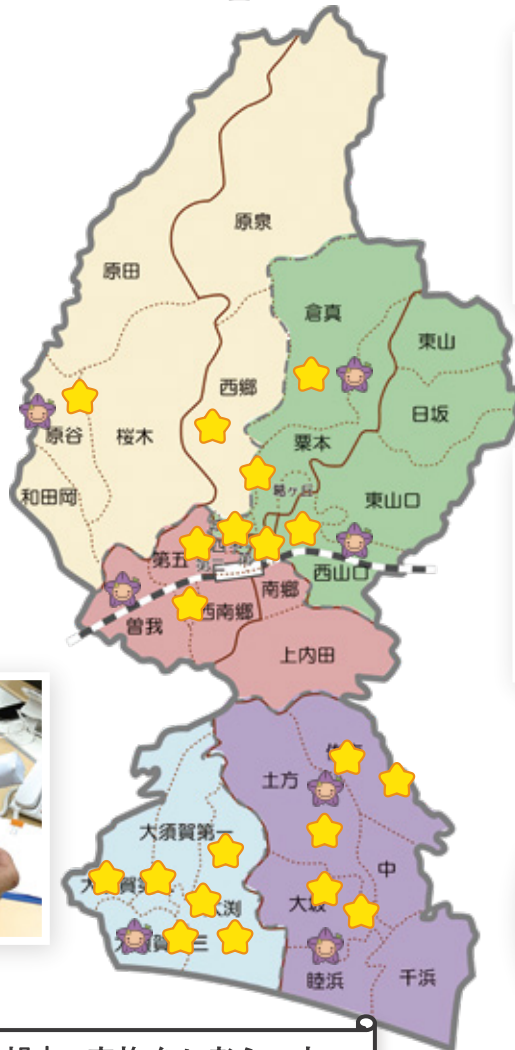 原泉
原田
倉真
東山
西郷
日坂
原谷
桜木
粟本
和田岡
東山口
第五
西山口
南郷
西南郷
曽我
上内田
土方
大須賀第一
中
大坂
大渕
睦浜
千浜